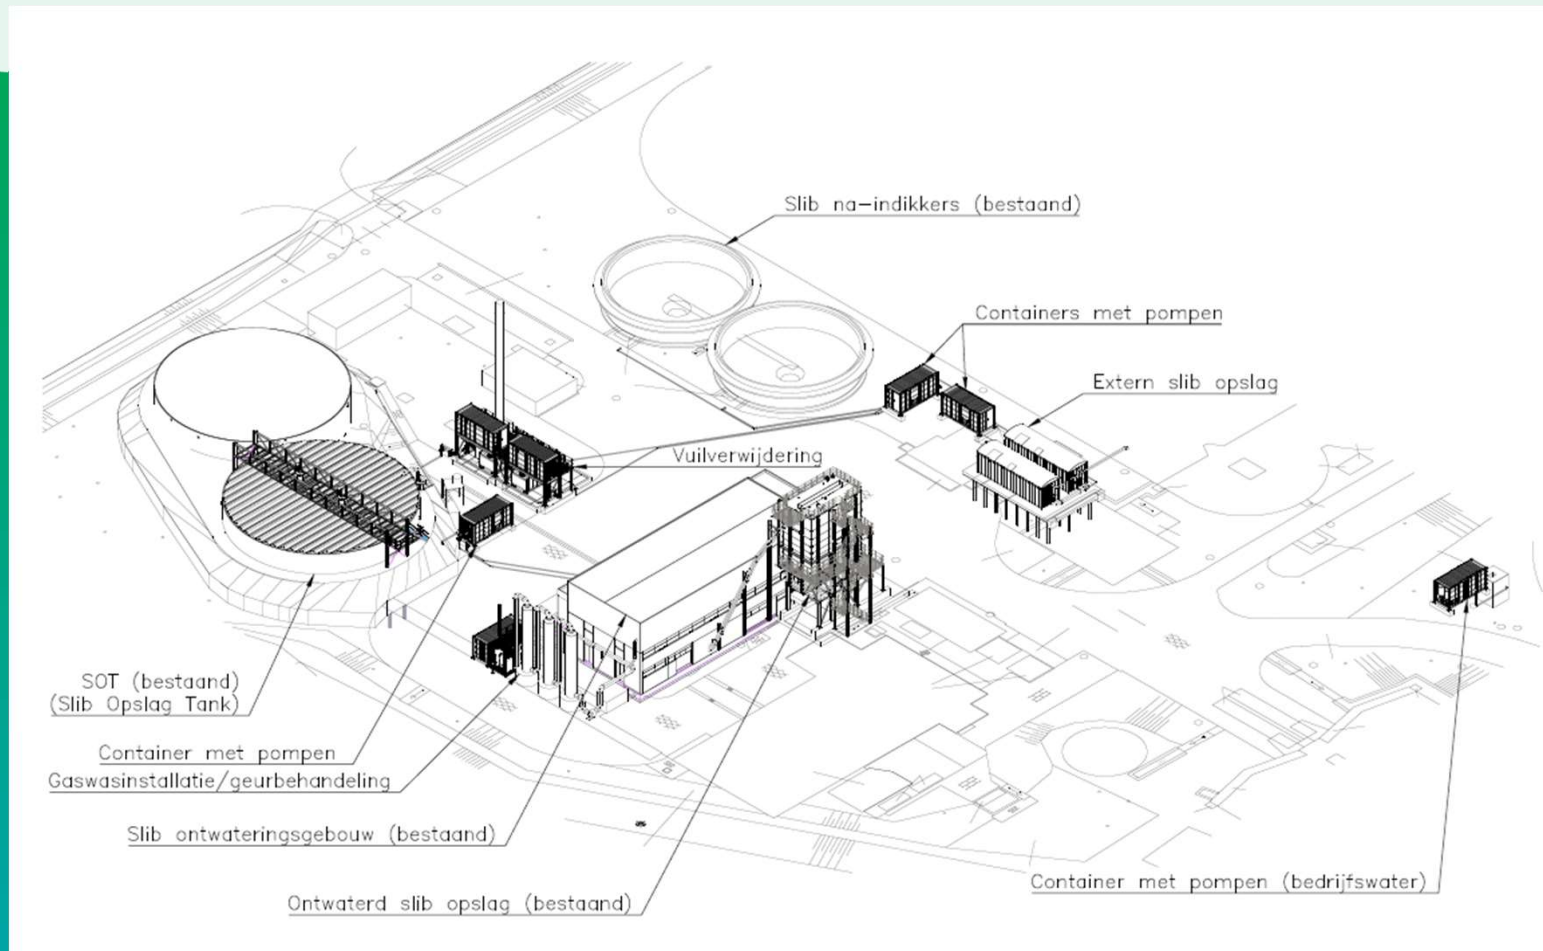 Slib na-indikkers (bestaand)
Containers met pompen
Extern slib opslag
Vuilverwijdering
SOT (bestaand)
(Slib Opslag Tank)
Container met pompen
Gaswasinstallatie/geurbehandeling
Slib ontwateringsgebouw (bestaand)
Ontwaterd slib opslag (bestaand)
Container met pompen (bedrijfswater)